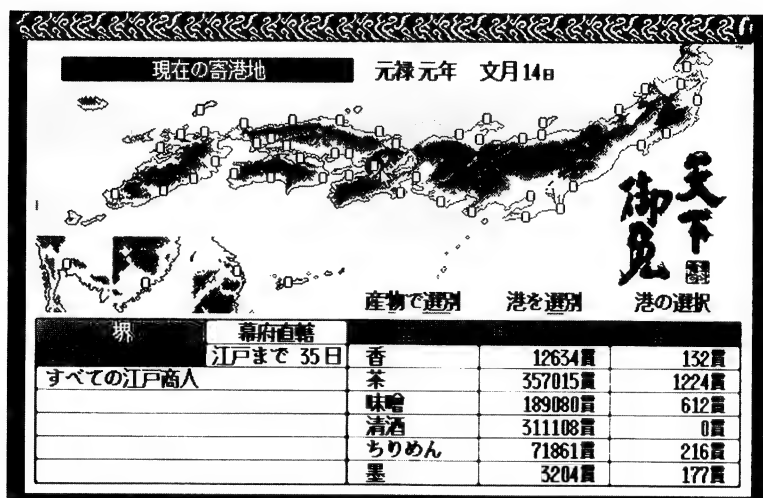 現在の寄港地
元禄元年 文月14日
天下
御免
産物で選別 港を選別 港の選択
堺 幕府直轄
江戸まで 35日
すべての江戸商人
香 12634貫 132貫
茶 357015貫 1224貫
味噌 189080貫 612貫
清酒 311108貫 0貫
ちりめん 71861貫 216貫
墨 3204貫 177貫